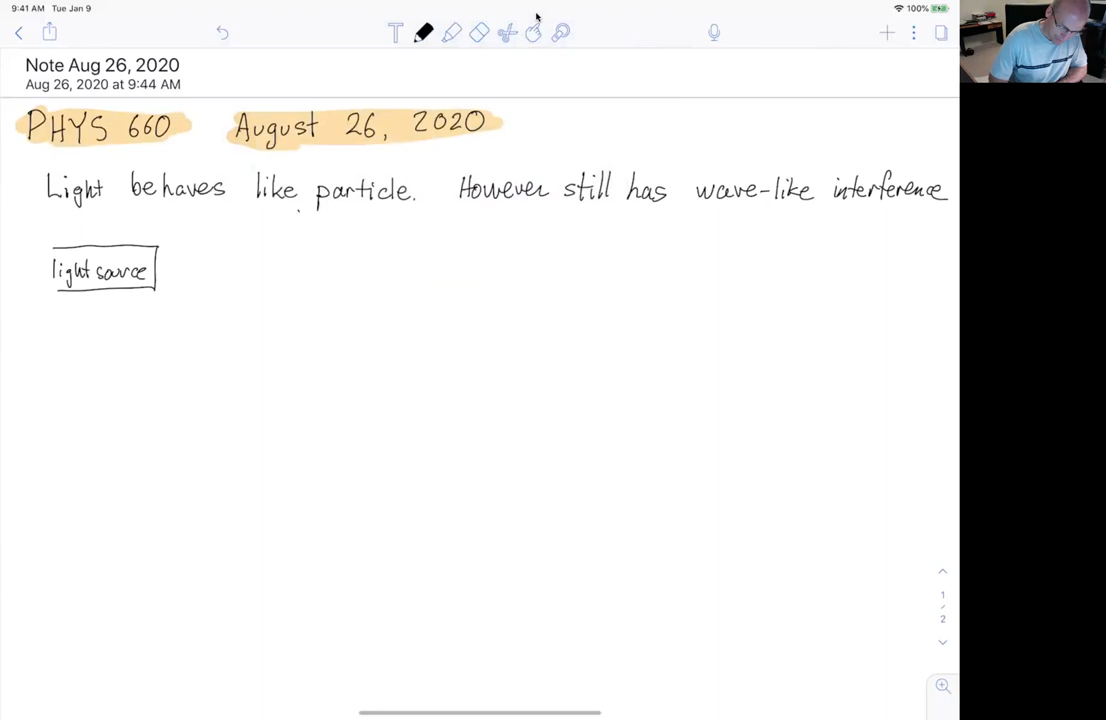 9:41 AM Tue Jan 9
100%
Note Aug 26, 2020
Aug 26, 2020 at 9:44 AM
PHYS 660 August 26, 2020
Light behaves like particle. However still has wave-like interference
light source
1
/
2